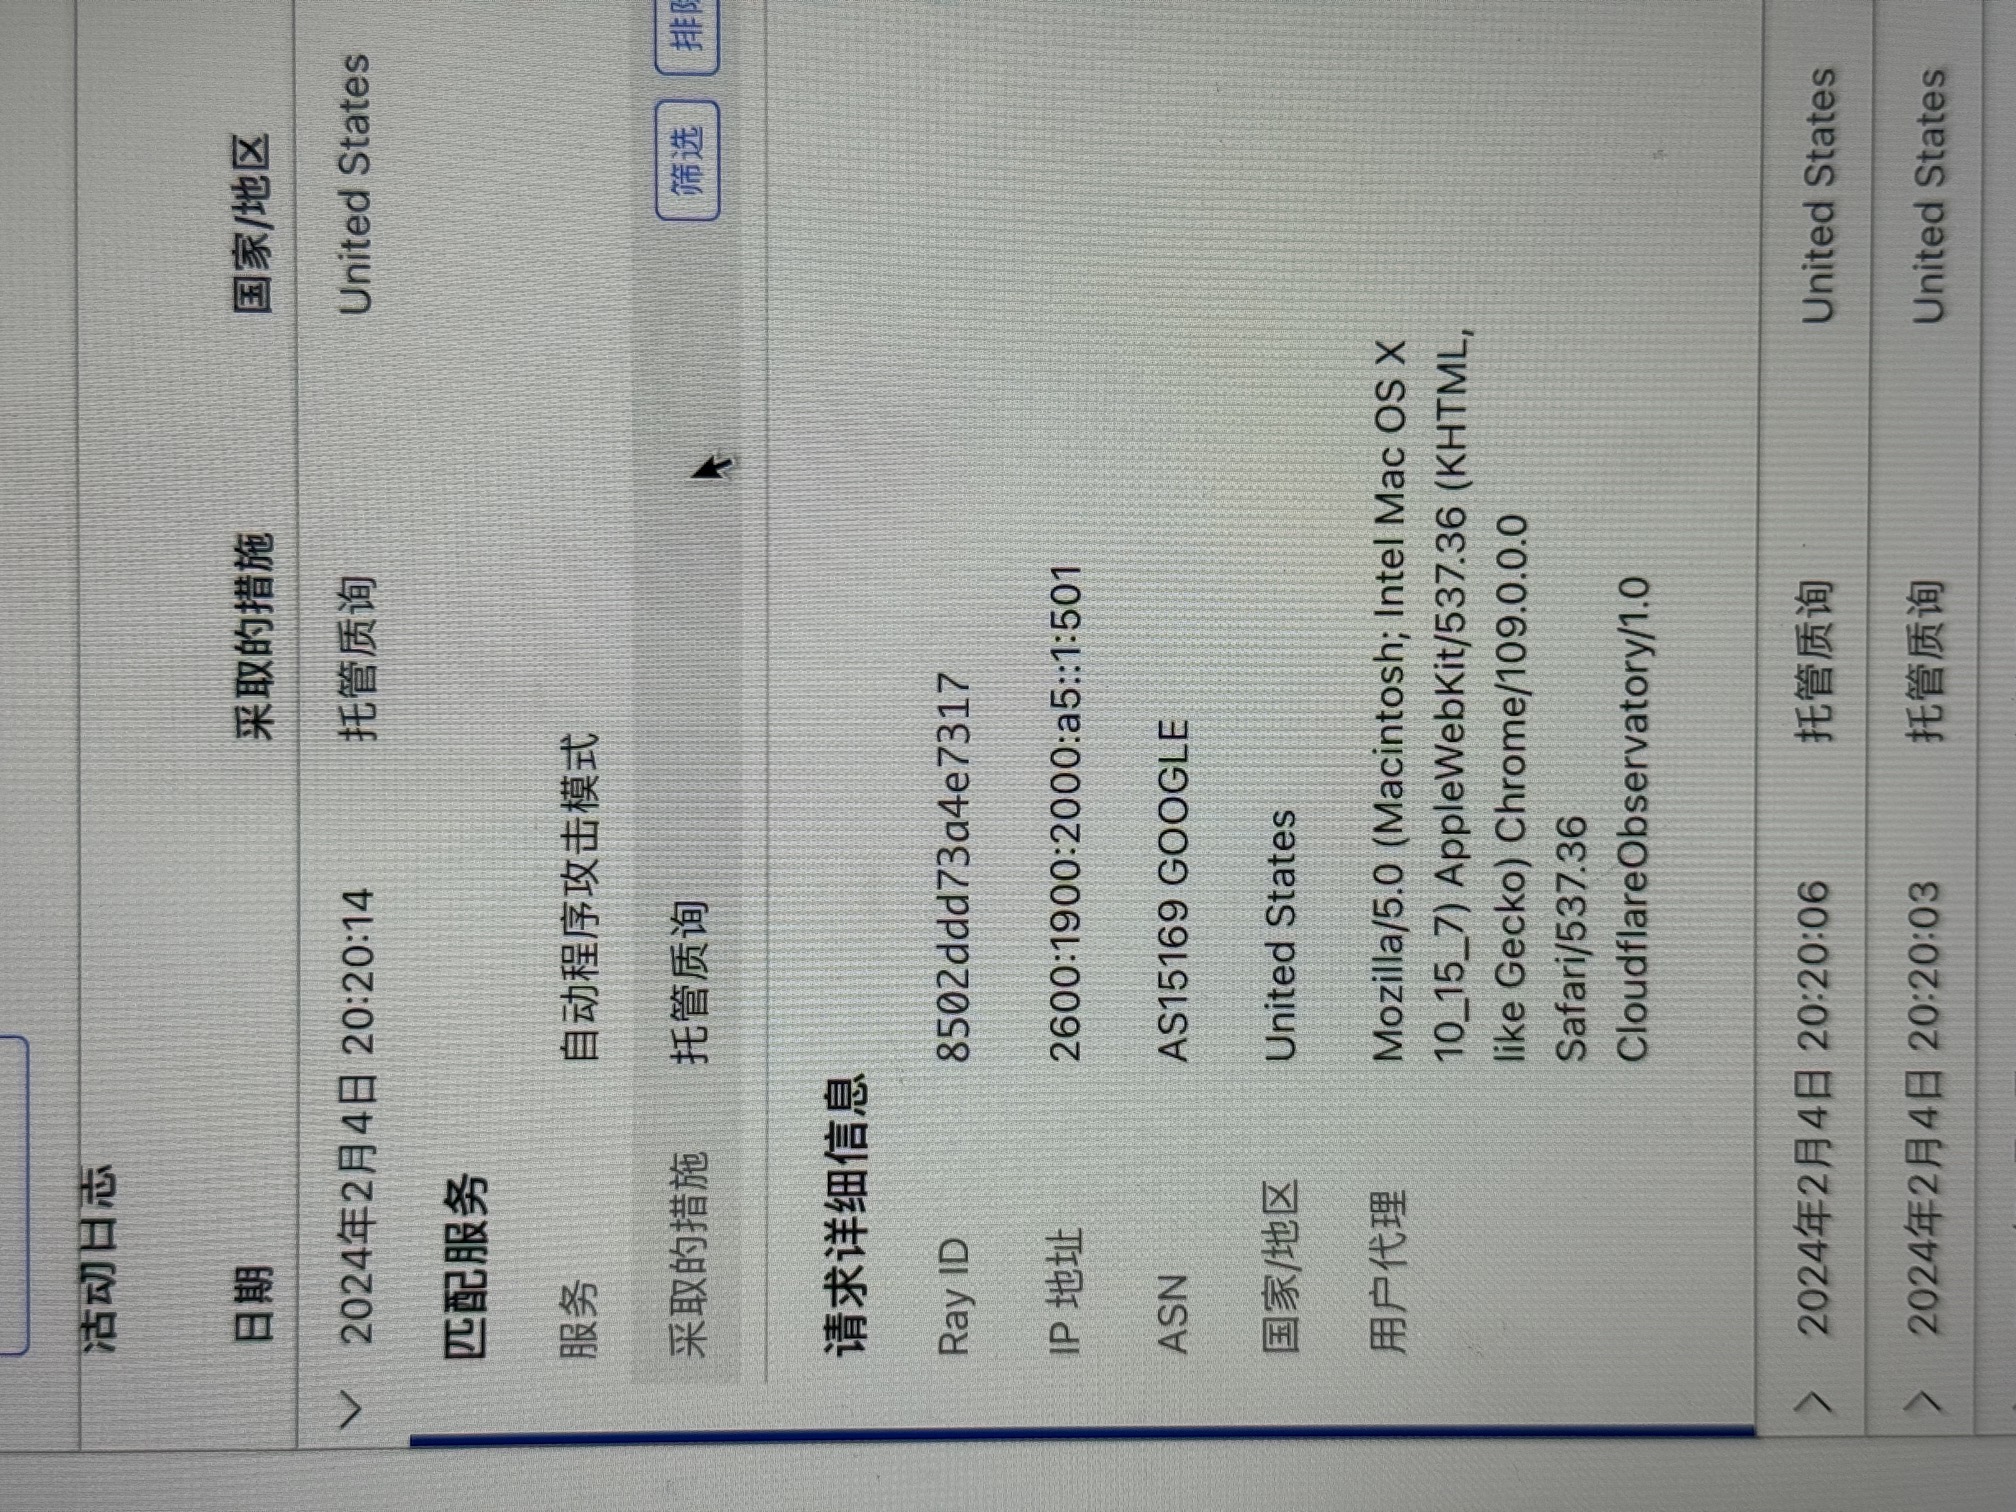 活动日志
日期 采取的措施 国家/地区
2024年2月4日 20:20:14 托管质询 United States
匹配服务
服务 自动程序攻击模式
采取的措施 托管质询 筛选 排除
请求详细信息
Ray ID 8502ddd73a4e7317
IP 地址 2600:1900:2000:a5::1:501
ASN AS15169 GOOGLE
国家/地区 United States
用户代理 Mozilla/5.0 (Macintosh; Intel Mac OS X
10_15_7) AppleWebKit/537.36 (KHTML,
like Gecko) Chrome/109.0.0.0
Safari/537.36
CloudflareObservatory/1.0
2024年2月4日 20:20:06 托管质询 United States
2024年2月4日 20:20:03 托管质询 United States